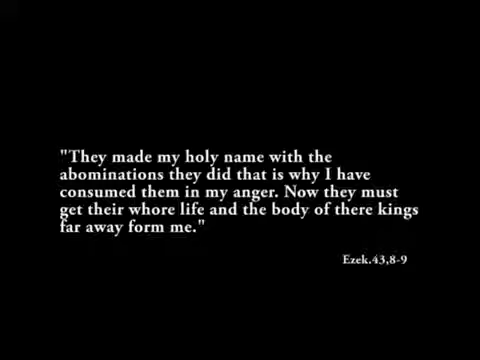 "They made my holy name with the
abominations they did that is why I have
consumed them in my anger. Now they must
get their whore life and the body of there kings
far away form me."
Ezek.43,8-9